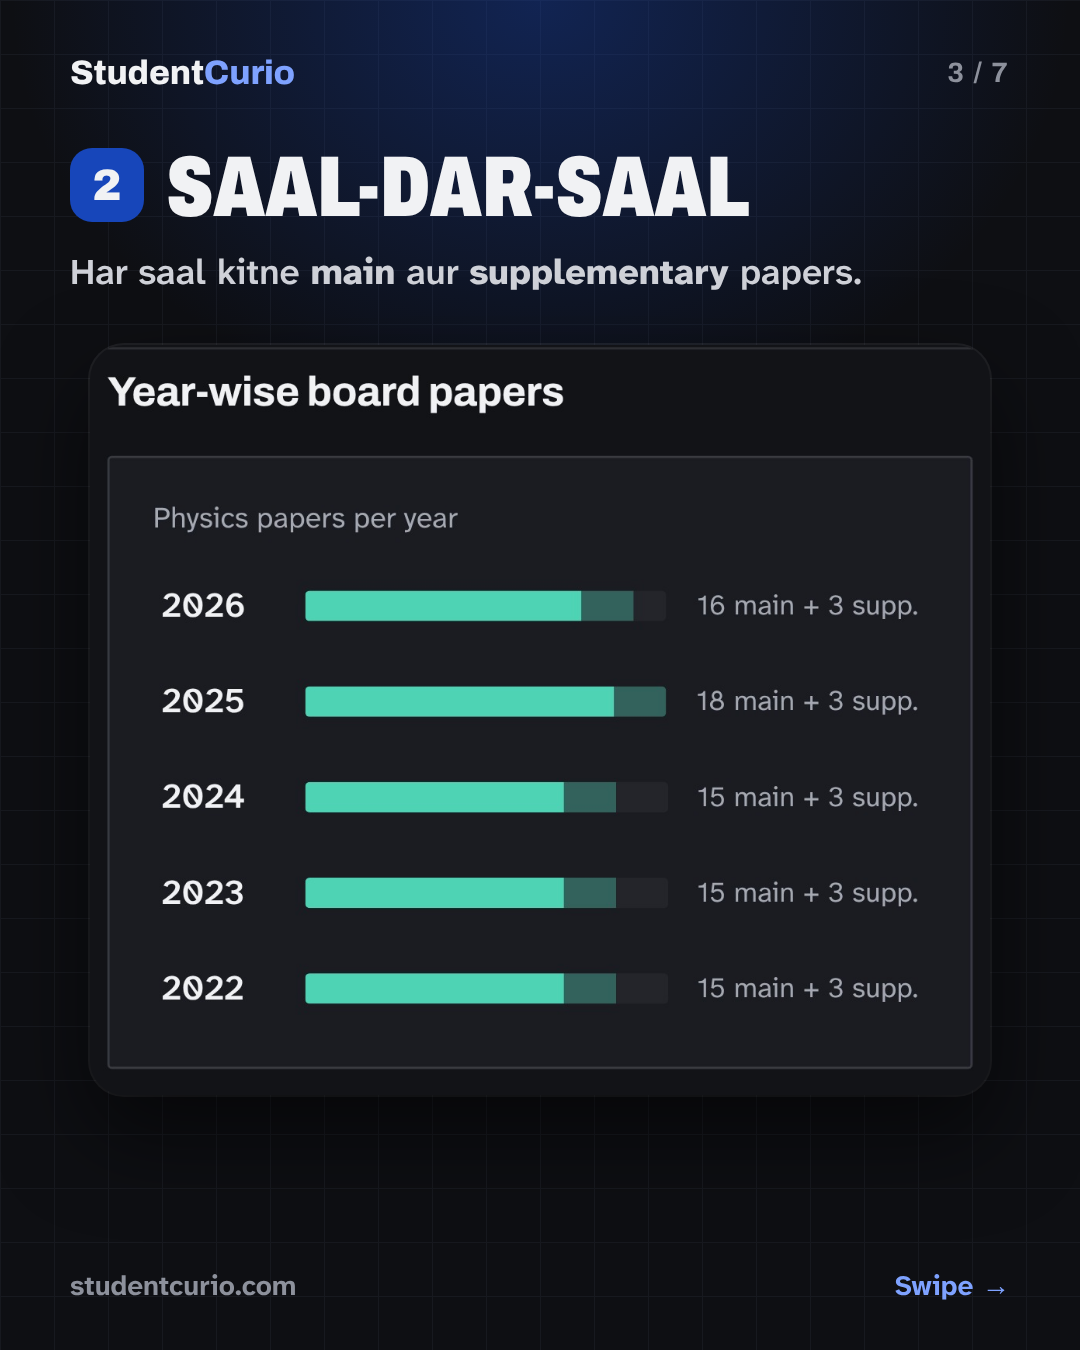 StudentCurio
3 / 7
2 SAAL-DAR-SAAL
Har saal kitne main aur supplementary papers.
Year-wise board papers
Physics papers per year
2026 16 main + 3 supp.
2025 18 main + 3 supp.
2024 15 main + 3 supp.
2023 15 main + 3 supp.
2022 15 main + 3 supp.
studentcurio.com
Swipe →